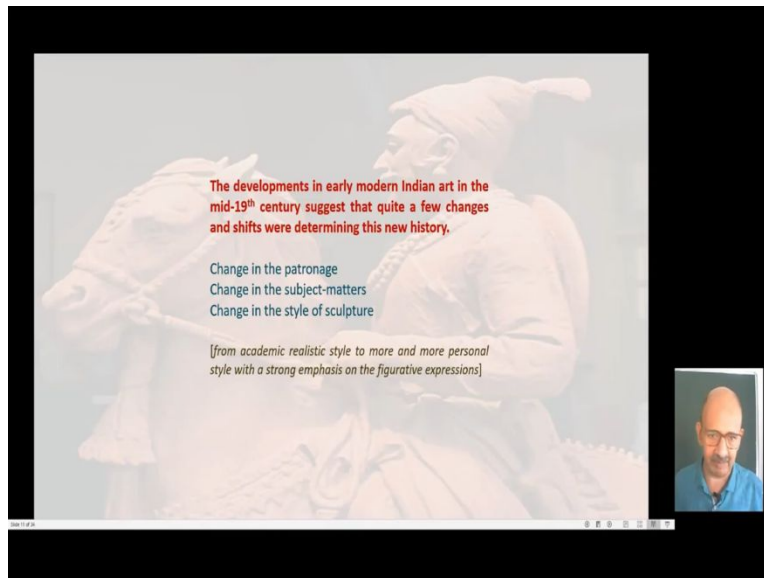 The developments in early modern Indian art in the
mid-19th century suggest that quite a few changes
and shifts were determining this new history.
Change in the patronage
Change in the subject-matters
Change in the style of sculpture
[from academic realistic style to more and more personal
style with a strong emphasis on the figurative expressions]